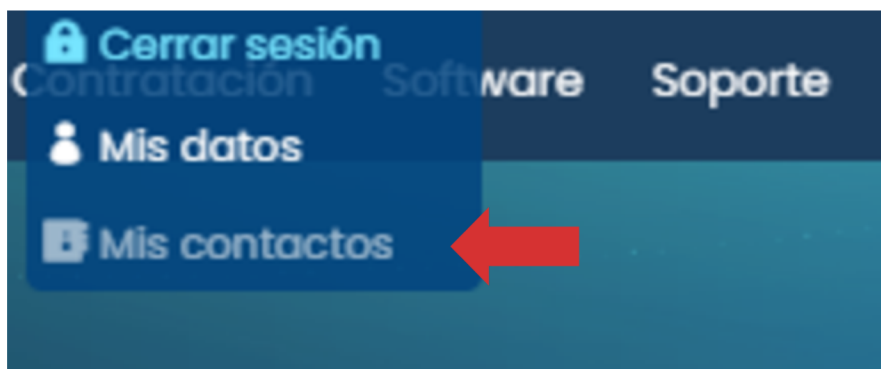 Cerrar sesión
Contratación Software Soporte
Mis datos
Mis contactos